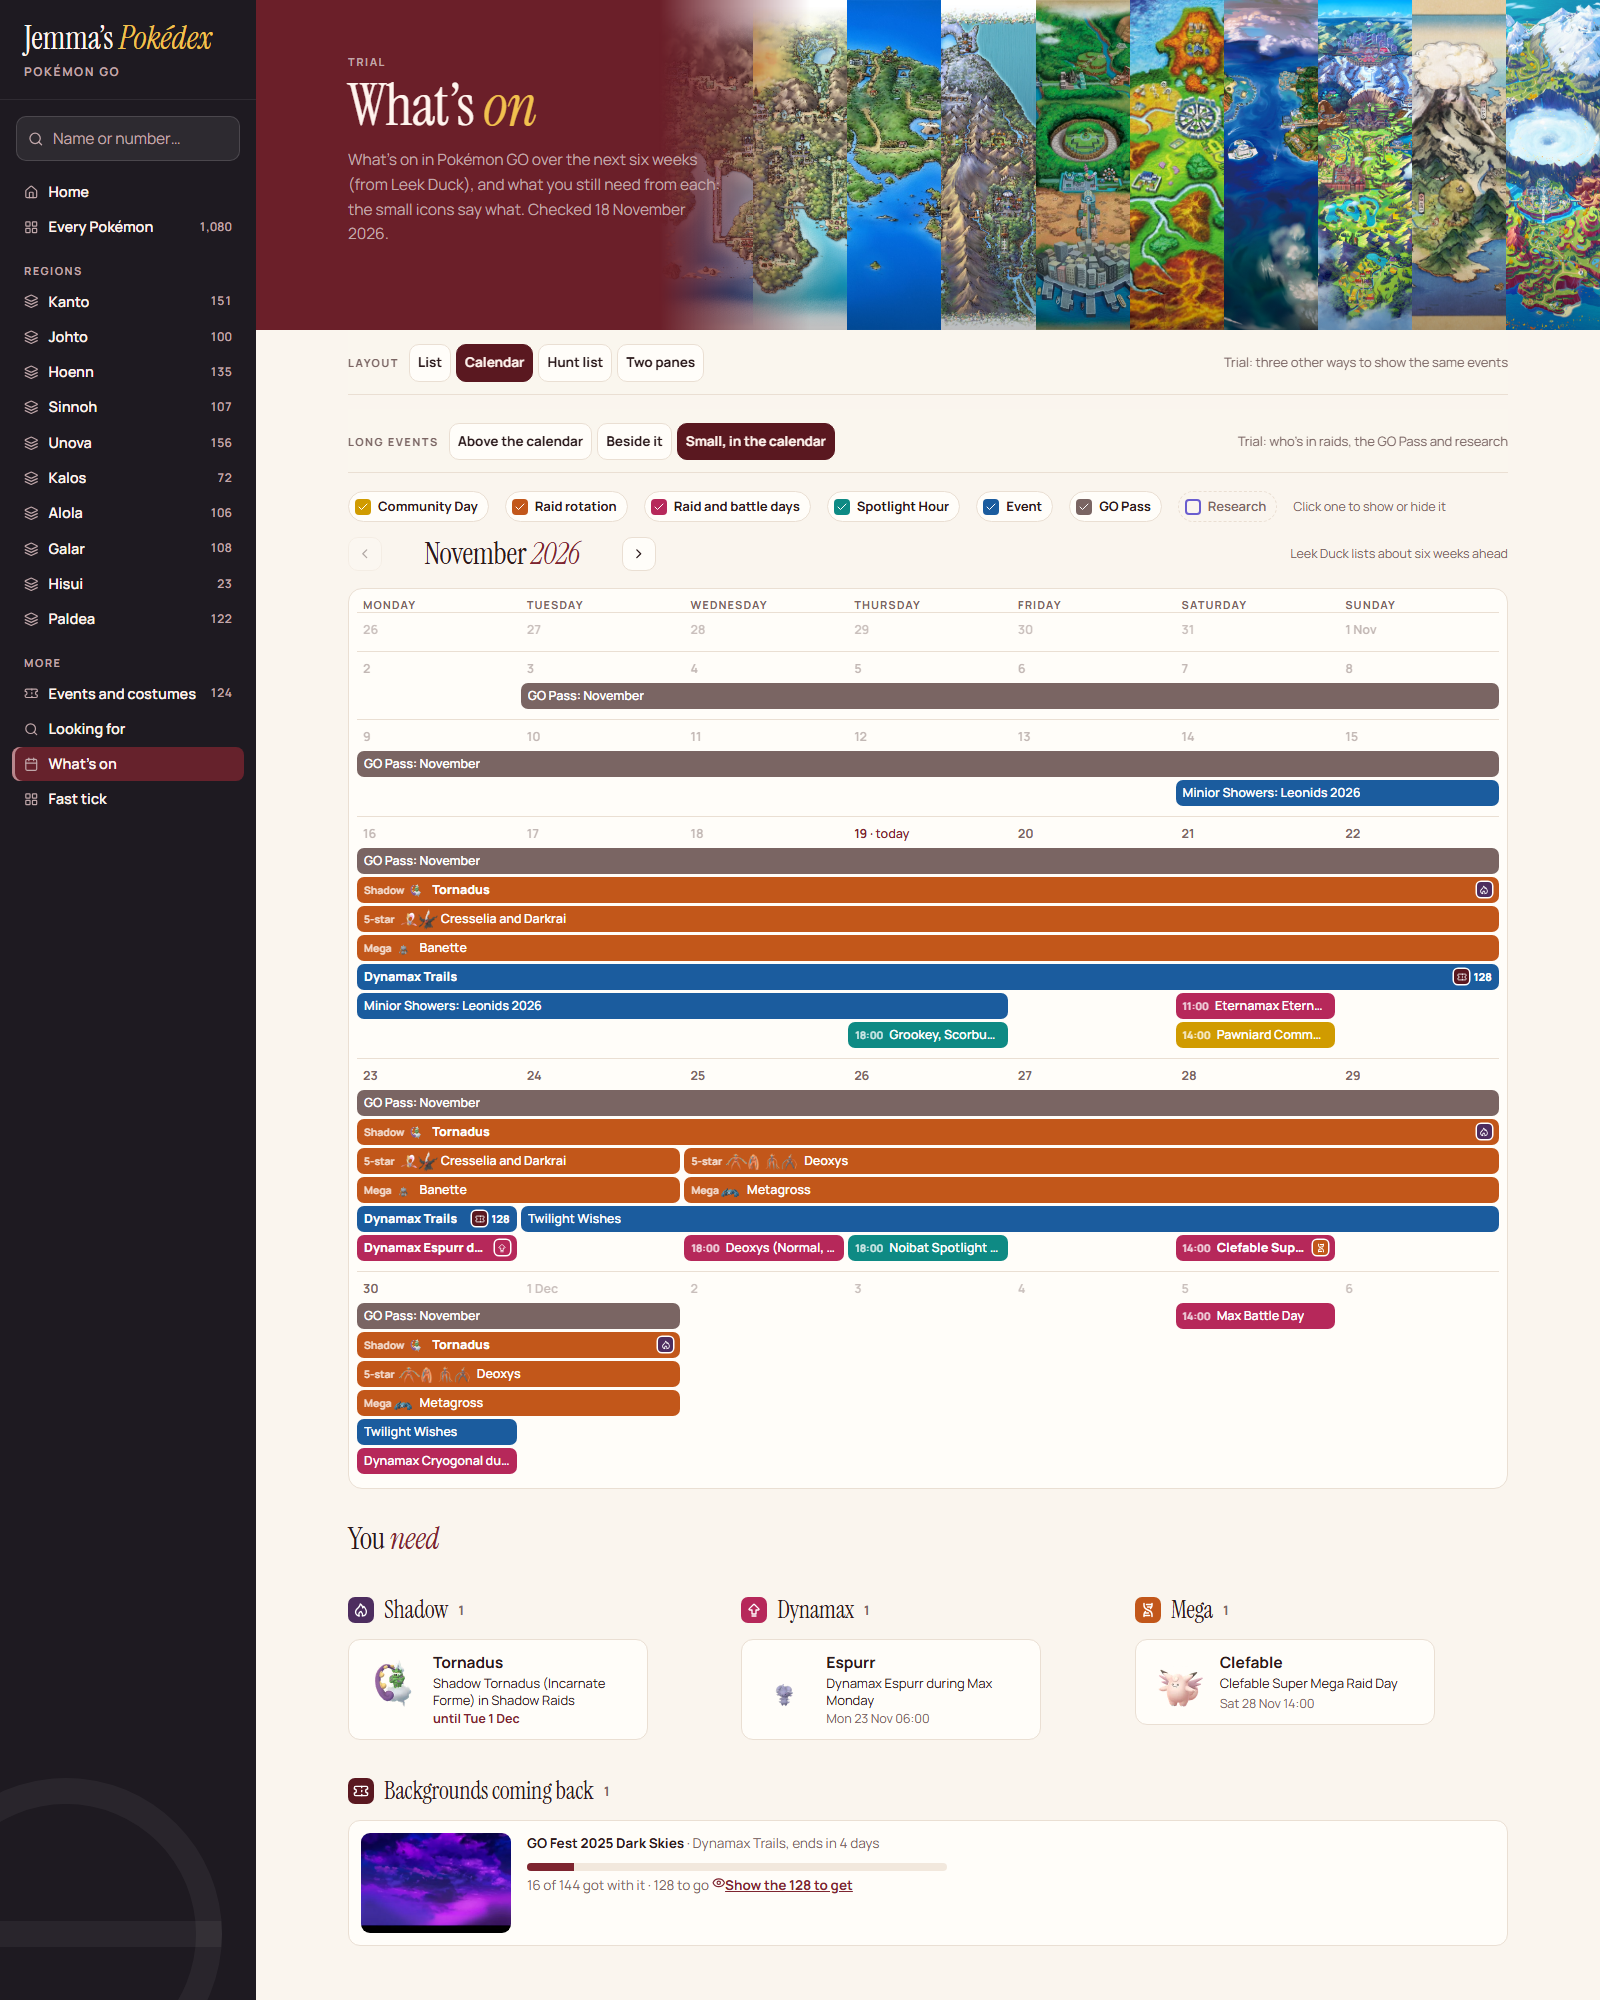 Jemma's Pokédex
POKÉMON GO
Name or number...
Home
Every Pokémon 1,080
REGIONS
Kanto 151
Johto 100
Hoenn 135
Sinnoh 107
Unova 156
Kalos 72
Alola 106
Galar 108
Hisui 23
Paldea 122
MORE
Events and costumes 124
Looking for
What's on
Fast tick
TRIAL
What's on
What's on in Pokémon GO over the next six weeks
(from Leek Duck), and what you still need from each:
the small icons say what. Checked 18 November
2026.
LAYOUT List Calendar Hunt list Two panes Trial: three other ways to show the same events
LONG EVENTS Above the calendar Beside it Small, in the calendar Trial: who's in raids, the GO Pass and research
Community Day Raid rotation Raid and battle days Spotlight Hour Event GO Pass Research Click one to show or hide it
November 2026 Leek Duck lists about six weeks ahead
MONDAY TUESDAY WEDNESDAY THURSDAY FRIDAY SATURDAY SUNDAY
26 27 28 29 30 31 1 Nov
2 3 4 5 6 7 8
GO Pass: November
9 10 11 12 13 14 15
GO Pass: November
Minior Showers: Leonids 2026
16 17 18 19 · today 20 21 22
GO Pass: November
Shadow Tornadus
5-star Cresselia and Darkrai
Mega Banette
Dynamax Trails 128
Minior Showers: Leonids 2026 11:00 Eternamax Etern...
18:00 Grookey, Scorbu... 14:00 Pawniard Comm...
23 24 25 26 27 28 29
GO Pass: November
Shadow Tornadus
5-star Cresselia and Darkrai 5-star Deoxys
Mega Banette Mega Metagross
Dynamax Trails 128 Twilight Wishes
Dynamax Espurr d... 18:00 Deoxys (Normal, ... 18:00 Noibat Spotlight ... 14:00 Clefable Sup...
30 1 Dec 2 3 4 5 6
GO Pass: November 14:00 Max Battle Day
Shadow Tornadus
5-star Deoxys
Mega Metagross
Twilight Wishes
Dynamax Cryogonal du...
You need
Shadow 1
Tornadus
Shadow Tornadus (Incarnate
Forme) in Shadow Raids
until Tue 1 Dec
Dynamax 1
Espurr
Dynamax Espurr during Max
Monday
Mon 23 Nov 06:00
Mega 1
Clefable
Clefable Super Mega Raid Day
Sat 28 Nov 14:00
Backgrounds coming back 1
GO Fest 2025 Dark Skies · Dynamax Trails, ends in 4 days
16 of 144 got with it · 128 to go Show the 128 to get